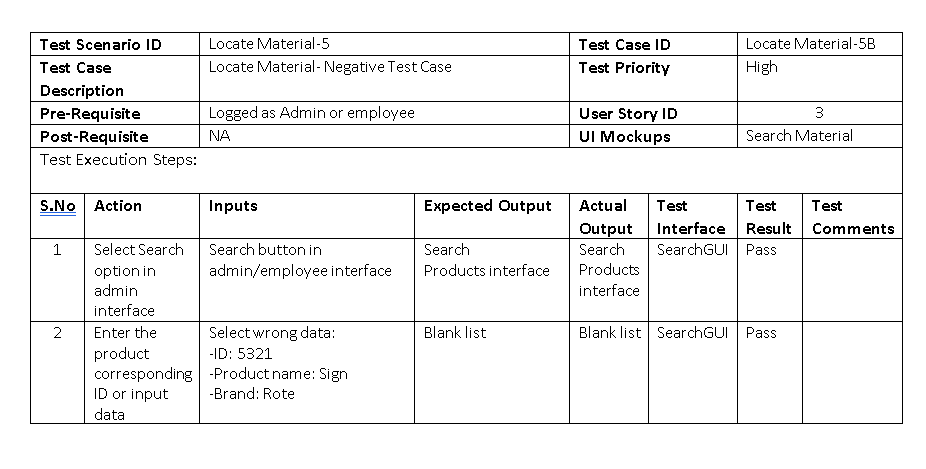 Test Scenario ID Locate Material-5 Test Case ID Locate Material-5B
Test Case Description Locate Material- Negative Test Case Test Priority High
Pre-Requisite Logged as Admin or employee User Story ID 3
Post-Requisite NA UI Mockups Search Material
Test Execution Steps:
S.No Action Inputs Expected Output Actual Output Test Interface Test Result Test Comments
1 Select Search option in admin interface Search button in admin/employee interface Search Products interface Search Products interface SearchGUI Pass
2 Enter the product corresponding ID or input data Select wrong data: -ID: 5321 -Product name: Sign -Brand: Rote Blank list Blank list SearchGUI Pass